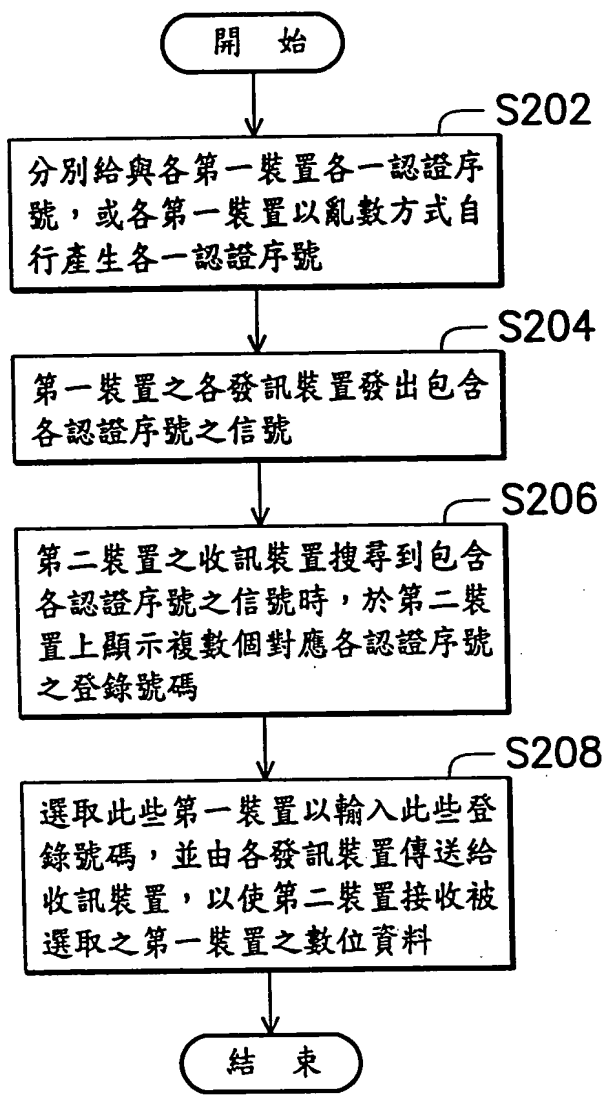 開 始
S202
分別給與各第一裝置各一認證序
號，或各第一裝置以亂數方式自
行產生各一認證序號
S204
第一裝置之各發訊裝置發出包含
各認證序號之信號
S206
第二裝置之收訊裝置搜尋到包含
各認證序號之信號時，於第二裝
置上顯示複數個對應各認證序號
之登錄號碼
S208
選取此些第一裝置以輸入此些登
錄號碼，並由各發訊裝置傳送給
收訊裝置，以使第二裝置接收被
選取之第一裝置之數位資料
結 束